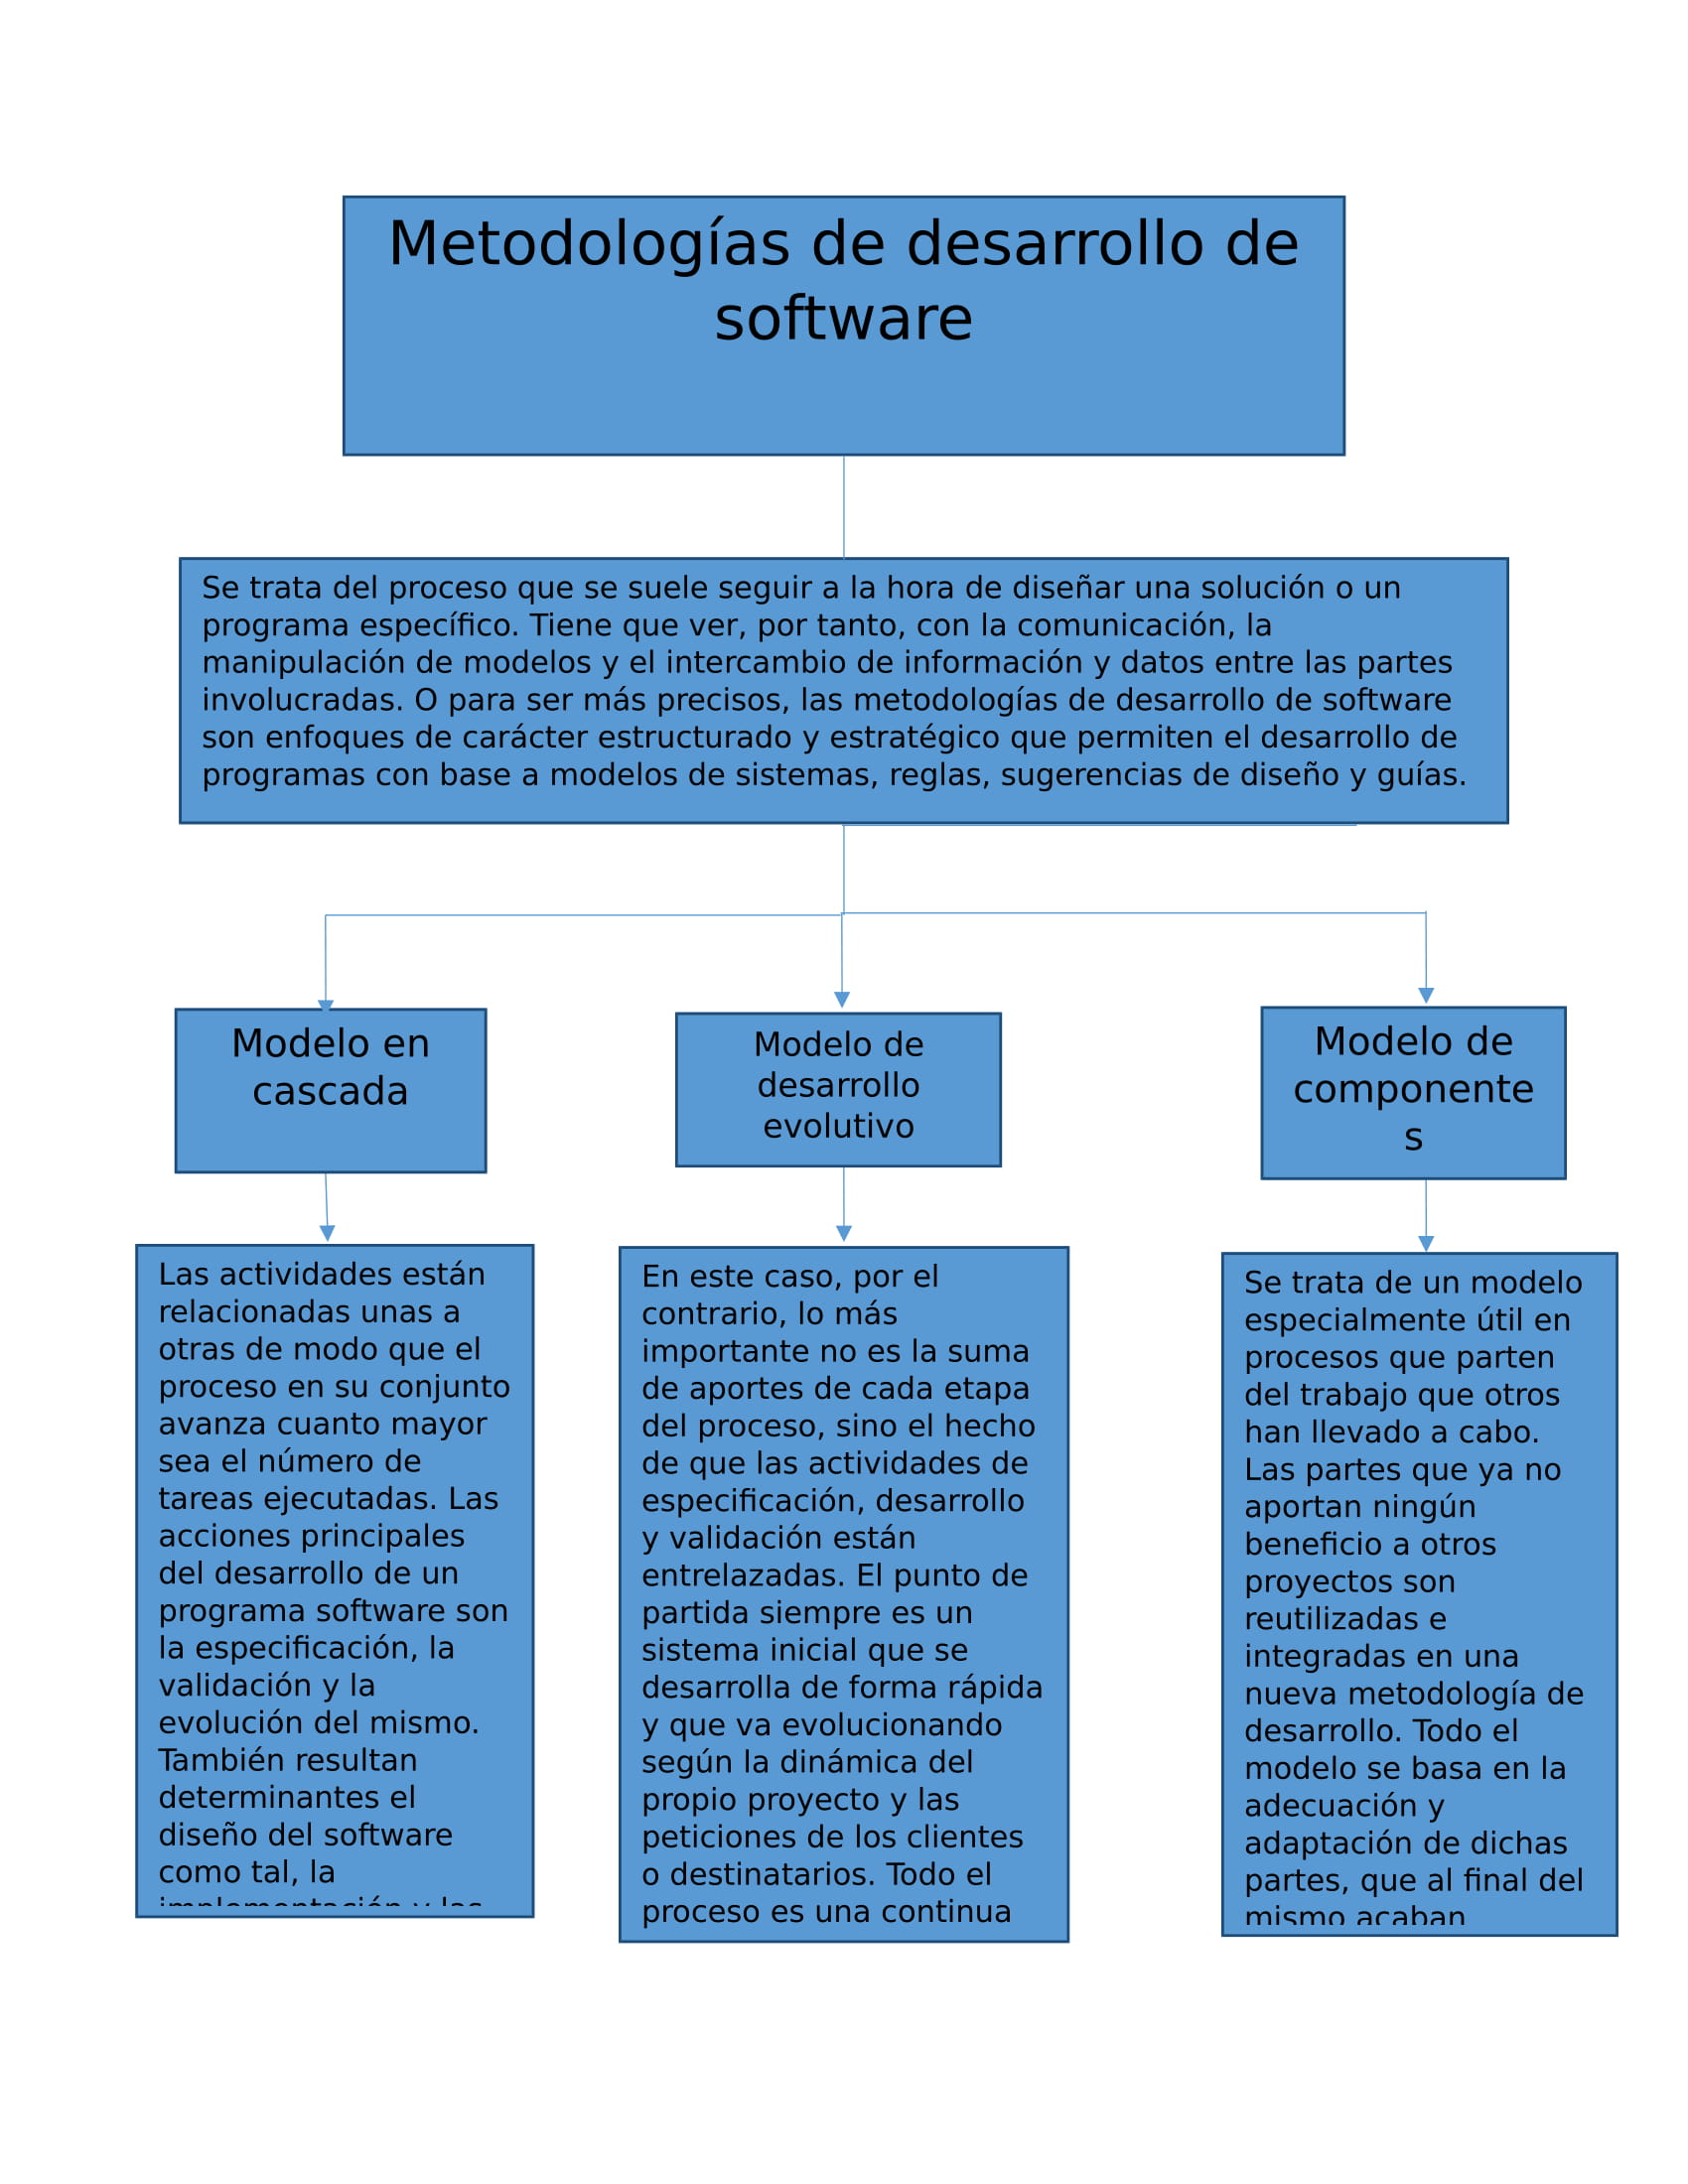 Metodologías de desarrollo de
software
Se trata del proceso que se suele seguir a la hora de diseñar una solución o un
programa específico. Tiene que ver, por tanto, con la comunicación, la
manipulación de modelos y el intercambio de información y datos entre las partes
involucradas. O para ser más precisos, las metodologías de desarrollo de software
son enfoques de carácter estructurado y estratégico que permiten el desarrollo de
programas con base a modelos de sistemas, reglas, sugerencias de diseño y guías.
Modelo en
cascada
Modelo de
desarrollo
evolutivo
Modelo de
componente
s
Las actividades están
relacionadas unas a
otras de modo que el
proceso en su conjunto
avanza cuanto mayor
sea el número de
tareas ejecutadas. Las
acciones principales
del desarrollo de un
programa software son
la especificación, la
validación y la
evolución del mismo.
También resultan
determinantes el
diseño del software
como tal, la
implementación y las
En este caso, por el
contrario, lo más
importante no es la suma
de aportes de cada etapa
del proceso, sino el hecho
de que las actividades de
especificación, desarrollo
y validación están
entrelazadas. El punto de
partida siempre es un
sistema inicial que se
desarrolla de forma rápida
y que va evolucionando
según la dinámica del
propio proyecto y las
peticiones de los clientes
o destinatarios. Todo el
proceso es una continua
Se trata de un modelo
especialmente útil en
procesos que parten
del trabajo que otros
han llevado a cabo.
Las partes que ya no
aportan ningún
beneficio a otros
proyectos son
reutilizadas e
integradas en una
nueva metodología de
desarrollo. Todo el
modelo se basa en la
adecuación y
adaptación de dichas
partes, que al final del
mismo acaban